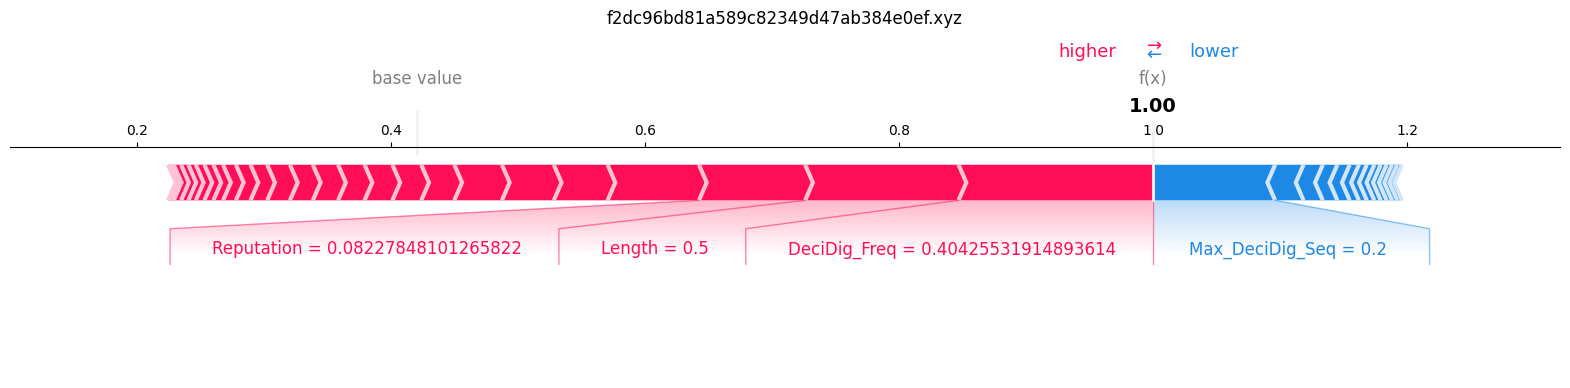 f2dc96bd81a589c82349d47ab384e0ef.xyz
higher → ← lower
base value f(x)
1.00
0.2 0.4 0.6 0.8 1 0 1.2
Reputation = 0.08227848101265822 Length = 0.5 DeciDig_Freq = 0.40425531914893614 Max_DeciDig_Seq = 0.2